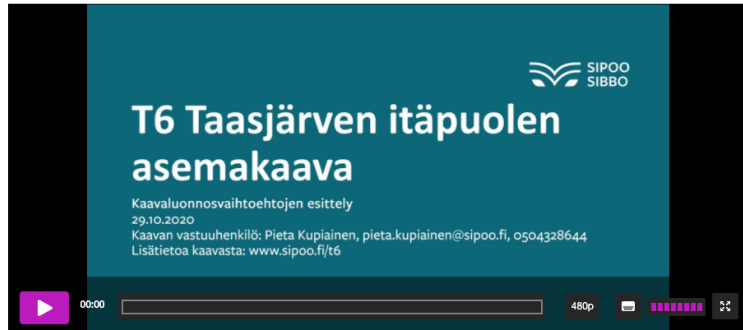 SIPOO
SIBBO
T6 Taasjärven itäpuolen
asemakaava
Kaavaluonnosvaihtoehtojen esittely
29.10.2020
Kaavan vastuuhenkilö: Pieta Kupiainen, pieta.kupiainen@sipoo.fi, 0504328644
Lisätietoa kaavasta: www.sipoo.fi/t6
00:00
480p